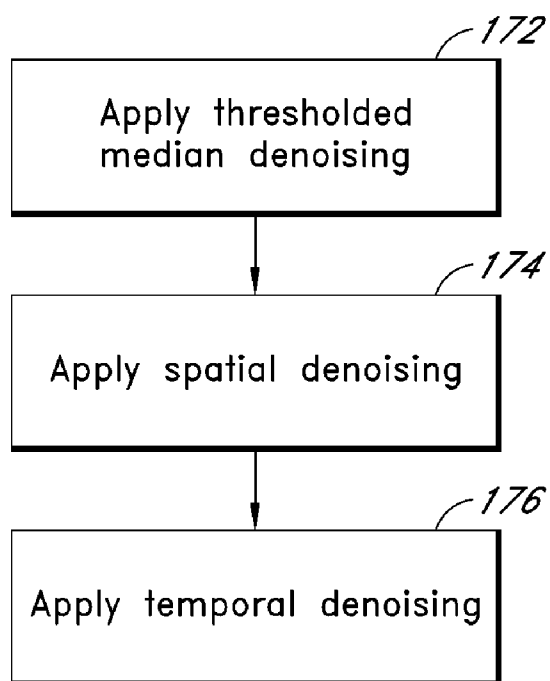 172
Apply thresholded
median denoising
174
Apply spatial denoising
176
Apply temporal denoising